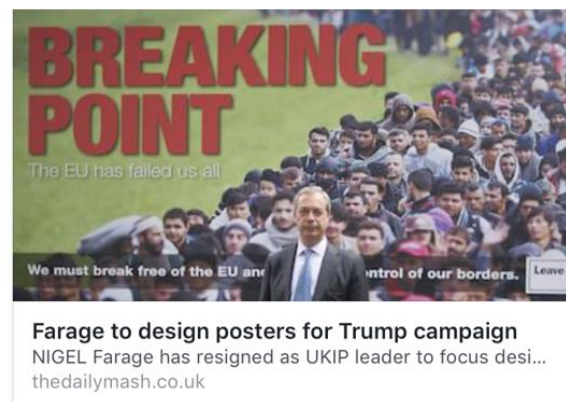 BREAKING
POINT
The EU has failed us all
We must break free of the EU and
ntrol of our borders.
Leave
Farage to design posters for Trump campaign
NIGEL Farage has resigned as UKIP leader to focus desi...
thedailymash.co.uk